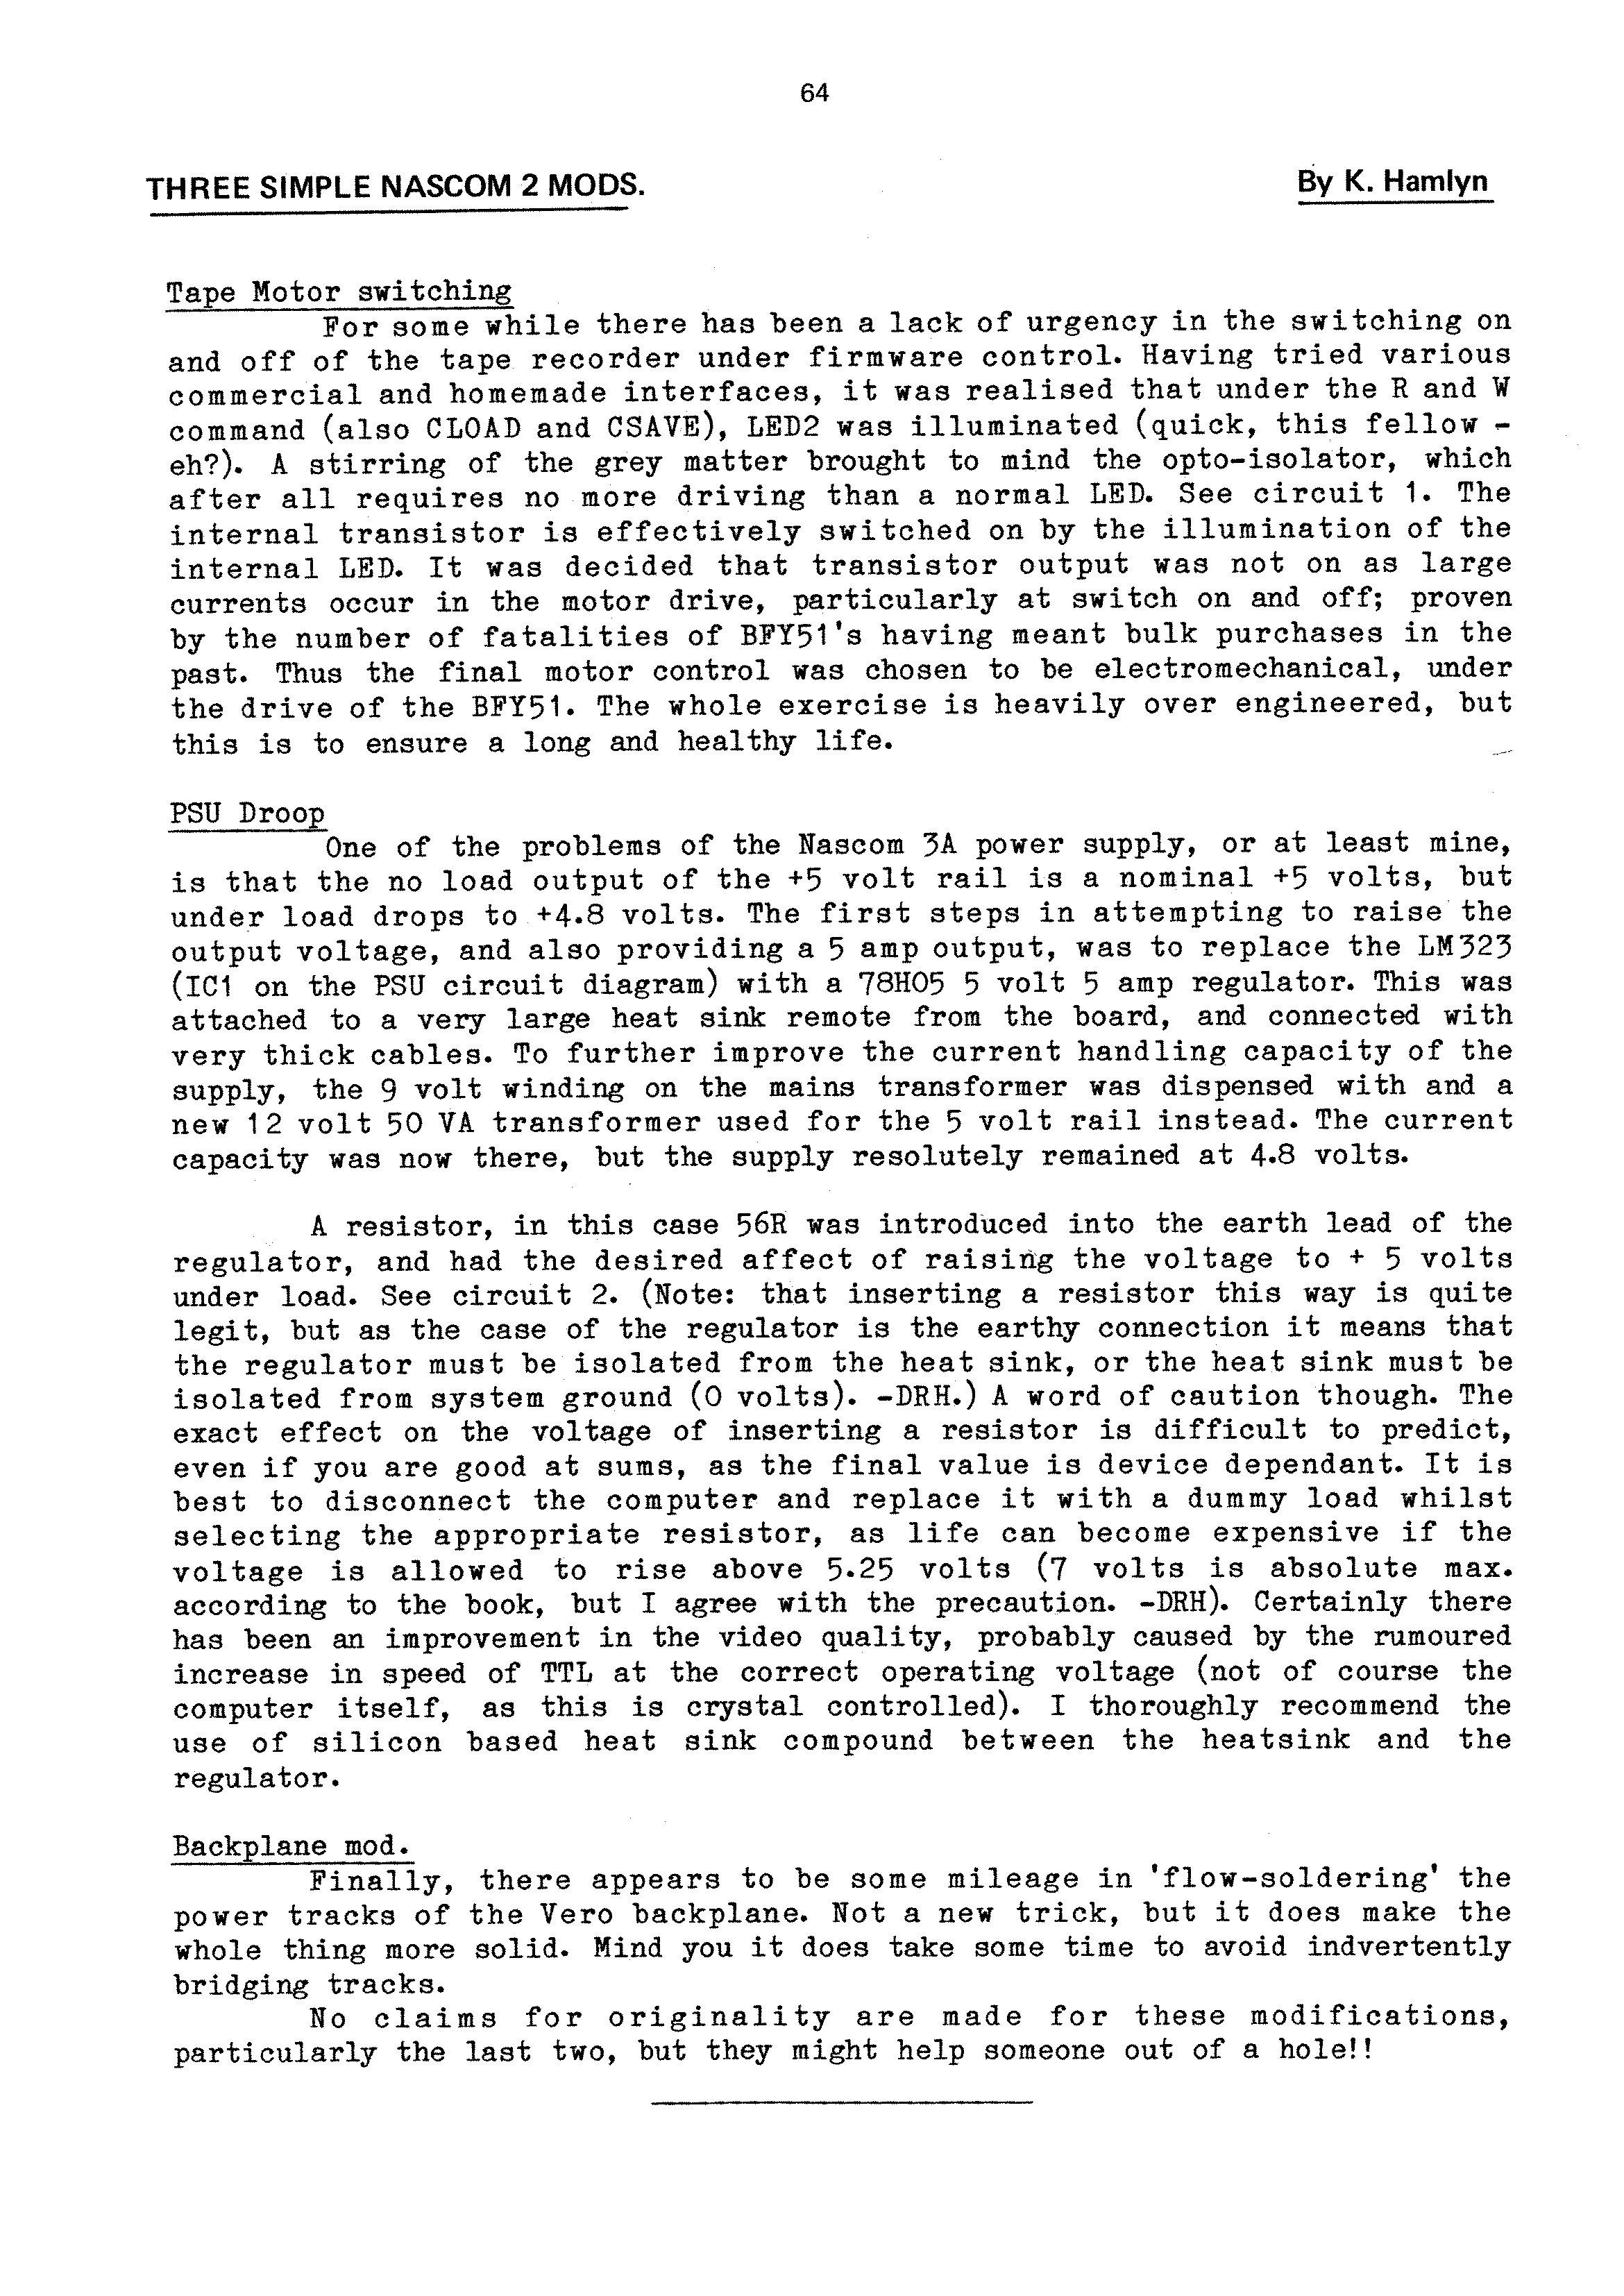 64
THREE SIMPLE NASCOM 2 MODS.
By K. Hamlyn
Tape Motor switching
For some while there has been a lack of urgency in the switching on
and off of the tape recorder under firmware control. Having tried various
commercial and homemade interfaces, it was realised that under the R and W
command (also CLOAD and CSAVE), LED2 was illuminated (quick, this fellow -
eh?). A stirring of the grey matter brought to mind the opto-isolator, which
after all requires no more driving than a normal LED. See circuit 1. The
internal transistor is effectively switched on by the illumination of the
internal LED. It was decided that transistor output was not on as large
currents occur in the motor drive, particularly at switch on and off; proven
by the number of fatalities of BFY51's having meant bulk purchases in the
past. Thus the final motor control was chosen to be electromechanical, under
the drive of the BFY51. The whole exercise is heavily over engineered, but
this is to ensure a long and healthy life.
PSU Droop
One of the problems of the Nascom 3A power supply, or at least mine,
is that the no load output of the +5 volt rail is a nominal +5 volts, but
under load drops to +4.8 volts. The first steps in attempting to raise the
output voltage, and also providing a 5 amp output, was to replace the LM323
(IC1 on the PSU circuit diagram) with a 78H05 5 volt 5 amp regulator. This was
attached to a very large heat sink remote from the board, and connected with
very thick cables. To further improve the current handling capacity of the
supply, the 9 volt winding on the mains transformer was dispensed with and a
new 12 volt 50 VA transformer used for the 5 volt rail instead. The current
capacity was now there, but the supply resolutely remained at 4.8 volts.
A resistor, in this case 56R was introduced into the earth lead of the
regulator, and had the desired affect of raising the voltage to + 5 volts
under load. See circuit 2. (Note: that inserting a resistor this way is quite
legit, but as the case of the regulator is the earthy connection it means that
the regulator must be isolated from the heat sink, or the heat sink must be
isolated from system ground (0 volts). -DRH.) A word of caution though. The
exact effect on the voltage of inserting a resistor is difficult to predict,
even if you are good at sums, as the final value is device dependant. It is
best to disconnect the computer and replace it with a dummy load whilst
selecting the appropriate resistor, as life can become expensive if the
voltage is allowed to rise above 5.25 volts (7 volts is absolute max.
according to the book, but I agree with the precaution. -DRH). Certainly there
has been an improvement in the video quality, probably caused by the rumoured
increase in speed of TTL at the correct operating voltage (not of course the
computer itself, as this is crystal controlled). I thoroughly recommend the
use of silicon based heat sink compound between the heatsink and the
regulator.
Backplane mod.
Finally, there appears to be some mileage in 'flow-soldering' the
power tracks of the Vero backplane. Not a new trick, but it does make the
whole thing more solid. Mind you it does take some time to avoid indvertently
bridging tracks.
No claims for originality are made for these modifications,
particularly the last two, but they might help someone out of a hole!!